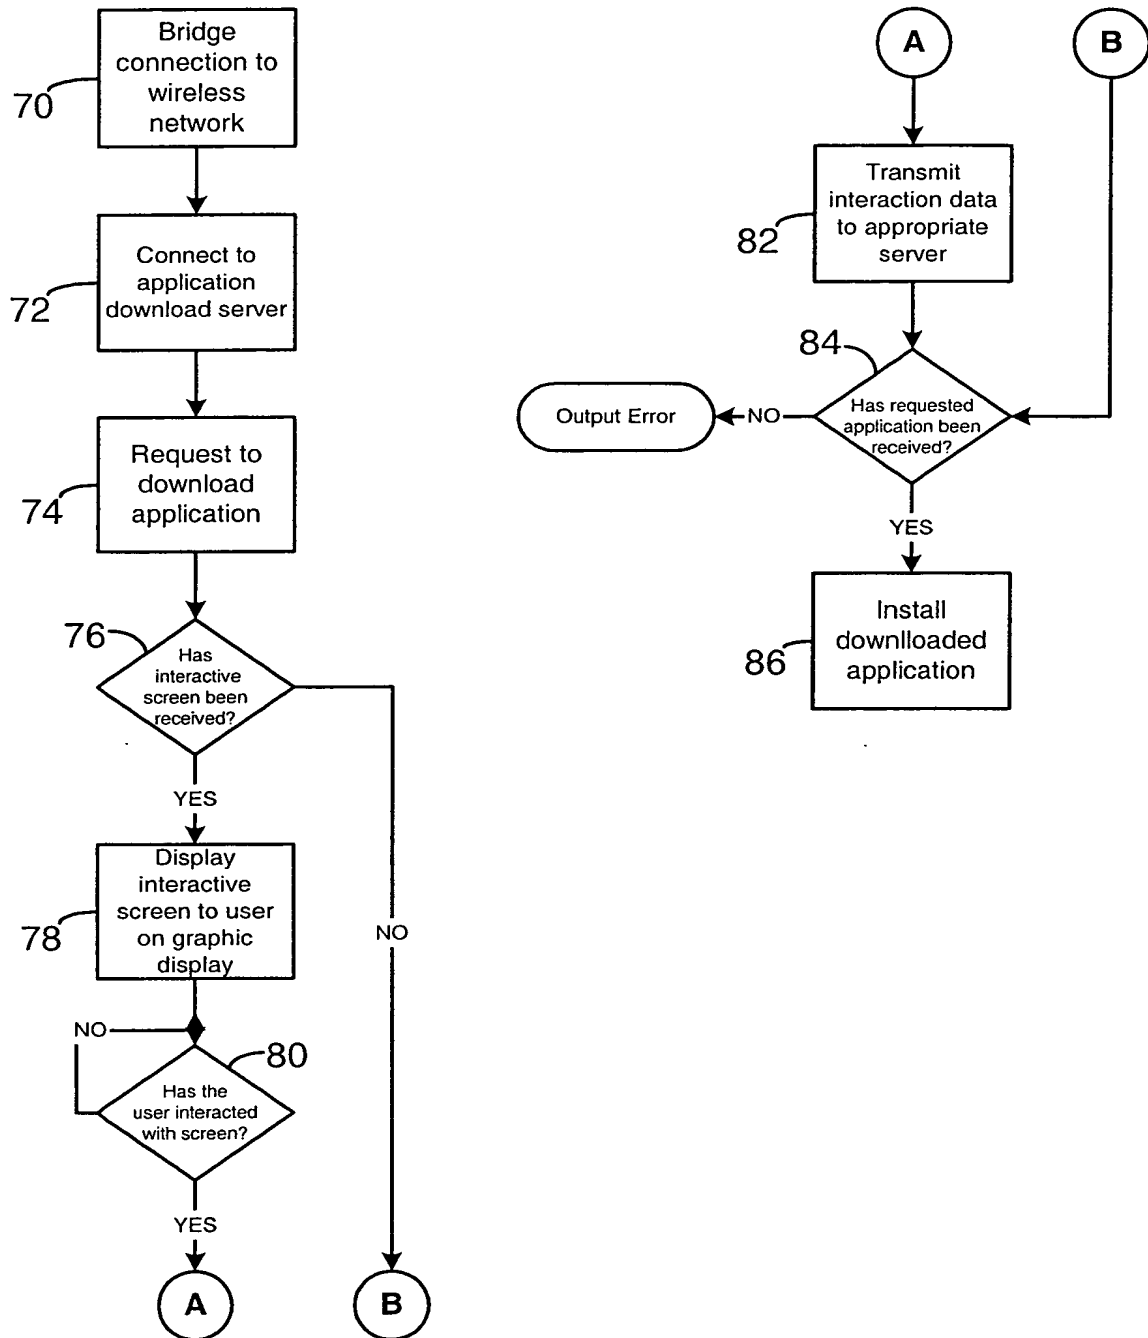 Bridge
connection to
wireless
network
70
Connect to
application
download server
72
Request to
download
application
74
76
Has
interactive
screen been
received?
YES
NO
Display
interactive
screen to user
on graphic
display
78
NO
80
Has the
user interacted
with screen?
YES
A
B
A
B
Transmit
interaction data
to appropriate
server
82
84
Has requested
application been
received?
NO
Output Error
YES
Install
downlloaded
application
86